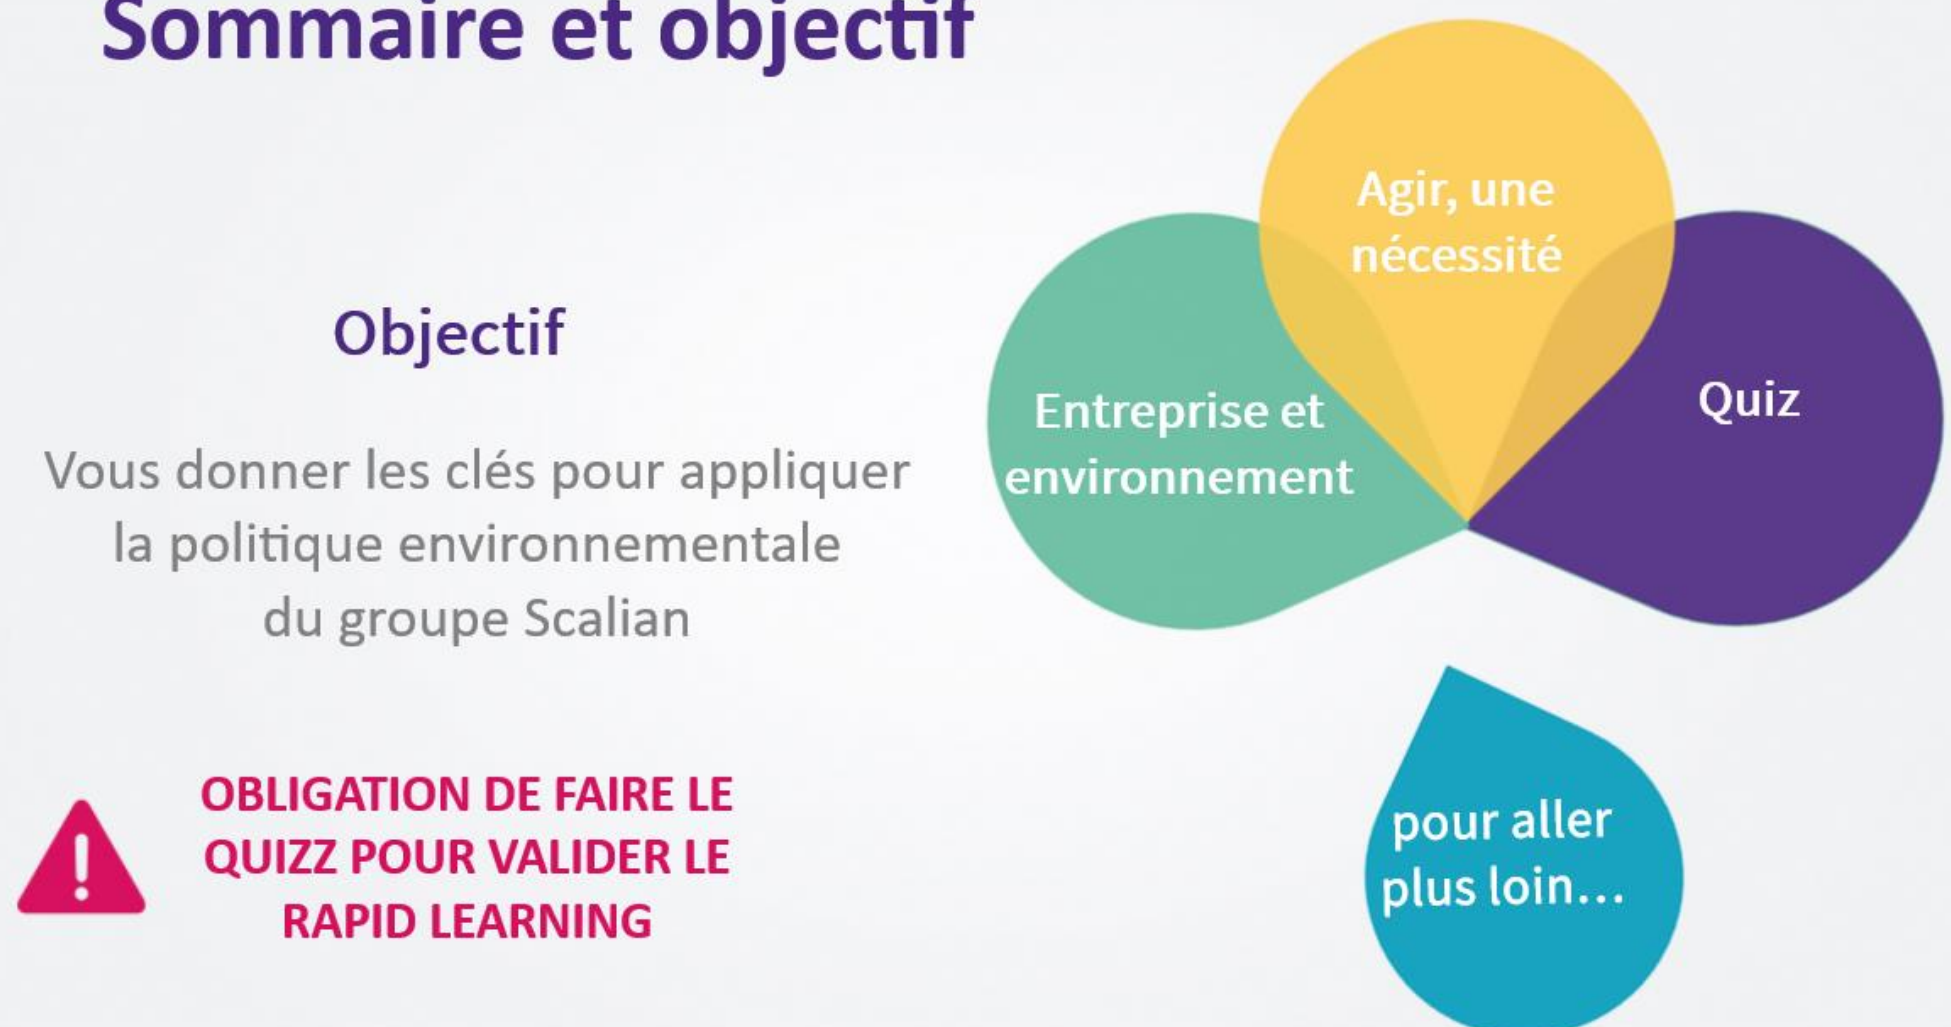 Sommaire et objectif
Objectif
Vous donner les clés pour appliquer
la politique environnementale
du groupe Scalian
OBLIGATION DE FAIRE LE
QUIZZ POUR VALIDER LE
RAPID LEARNING
Entreprise et
environnement
Agir, une
nécessité
Quiz
pour aller
plus loin...